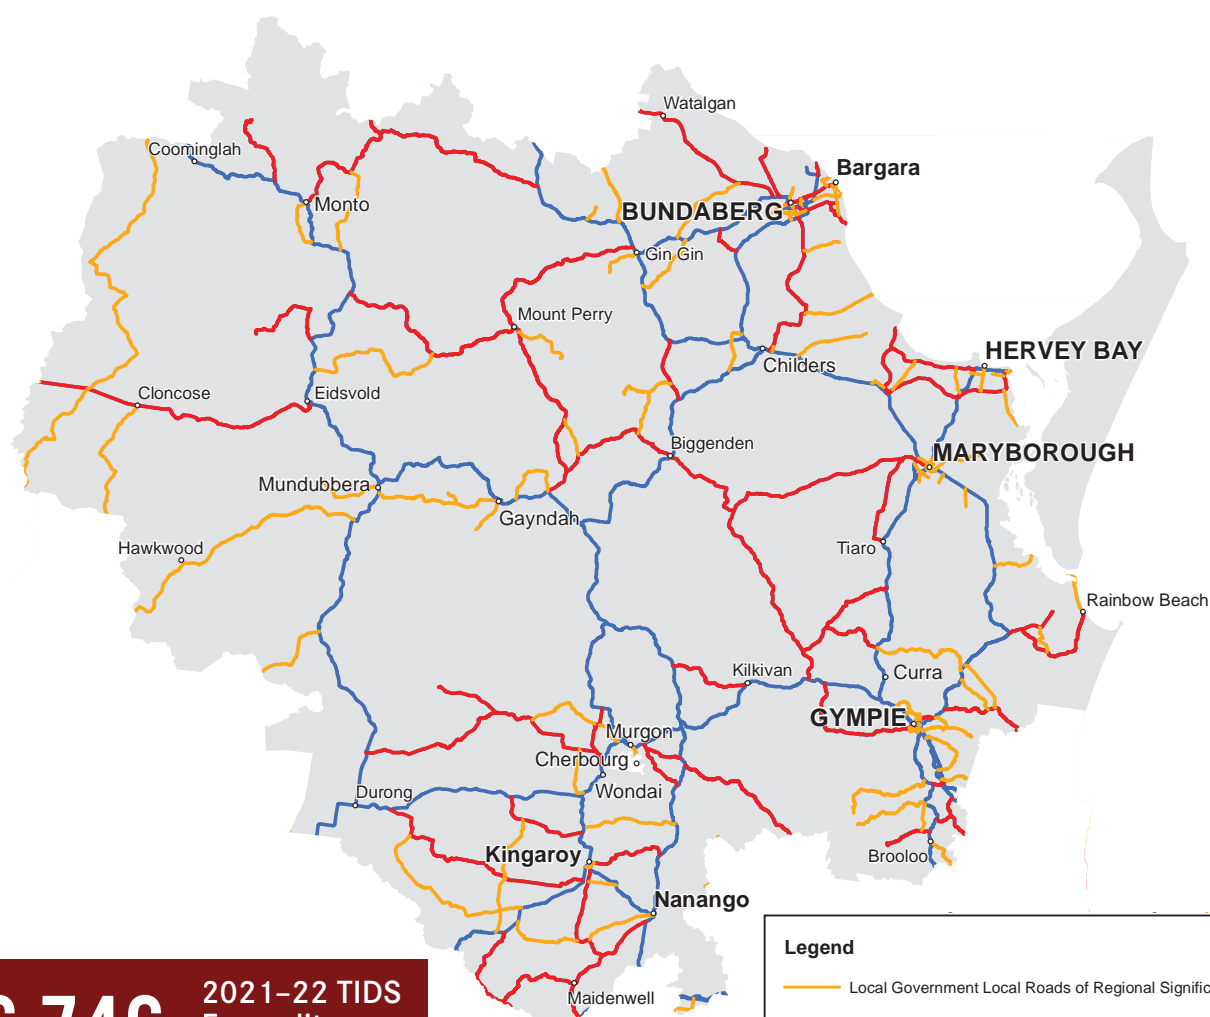 Watalgan
Coominglah
Bargara
Monto
BUNDABERG
Gin Gin
Mount Perry
HERVEY BAY
Childers
Cloncose
Eidsvold
Biggenden
MARYBOROUGH
Mundubbera
Gayndah
Hawkwood
Tiaro
Rainbow Beach
Kilkivan
Curra
GYMPIE
Murgon
Cherbourg
Wondai
Durong
Kingaroy
Brooloo
Nanango
Maidenwell
Legend
Local Government Local Roads of Regional Signific
2021–22 TIDS